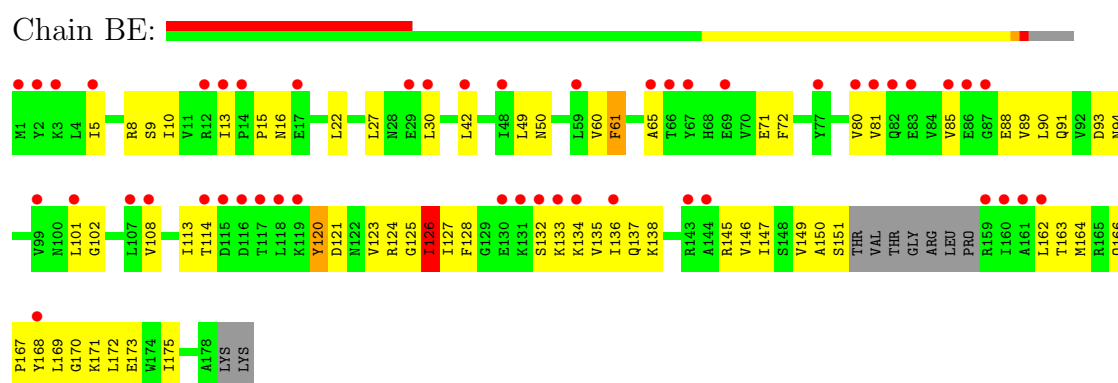 Chain BE:
M1 Y2 K3 L4 I5 R8 S9 I10 V11 R12 I13 P14 P15 N16 E17 L22 L27 N28 E29 L30 L42 I48 L49 N50 L59 V60 F61 A65 T66 Y67 H68 E69 V70 E71 F72 Y77 V80 V81 Q82 E83 V84 V85 E86 G87 E88 V89 L90 Q91 V92 D93 N94
V99 N100 L101 G102 L107 V108 I113 T114 D115 D116 T117 L118 K119 Y120 D121 N122 V123 R124 G125 I126 I127 F128 G129 E130 K131 S132 K133 K134 V135 I136 Q137 K138 R143 A144 R145 V146 I147 S148 V149 A150 S151 THR VAL THR GLY ARG LEU PRO R159 I160 A161 L162 T163 M164 R165 Q166
P167 Y168 L169 G170 K171 L172 E173 W174 I175 A178 LYS LYS